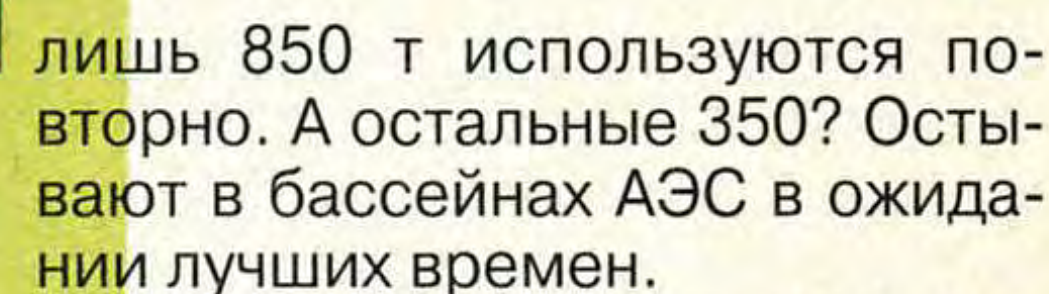 лишь 850 т используются по-
вторно. А остальные 350? Осты-
вают в бассейнах АЭС в ожида-
нии лучших времен.